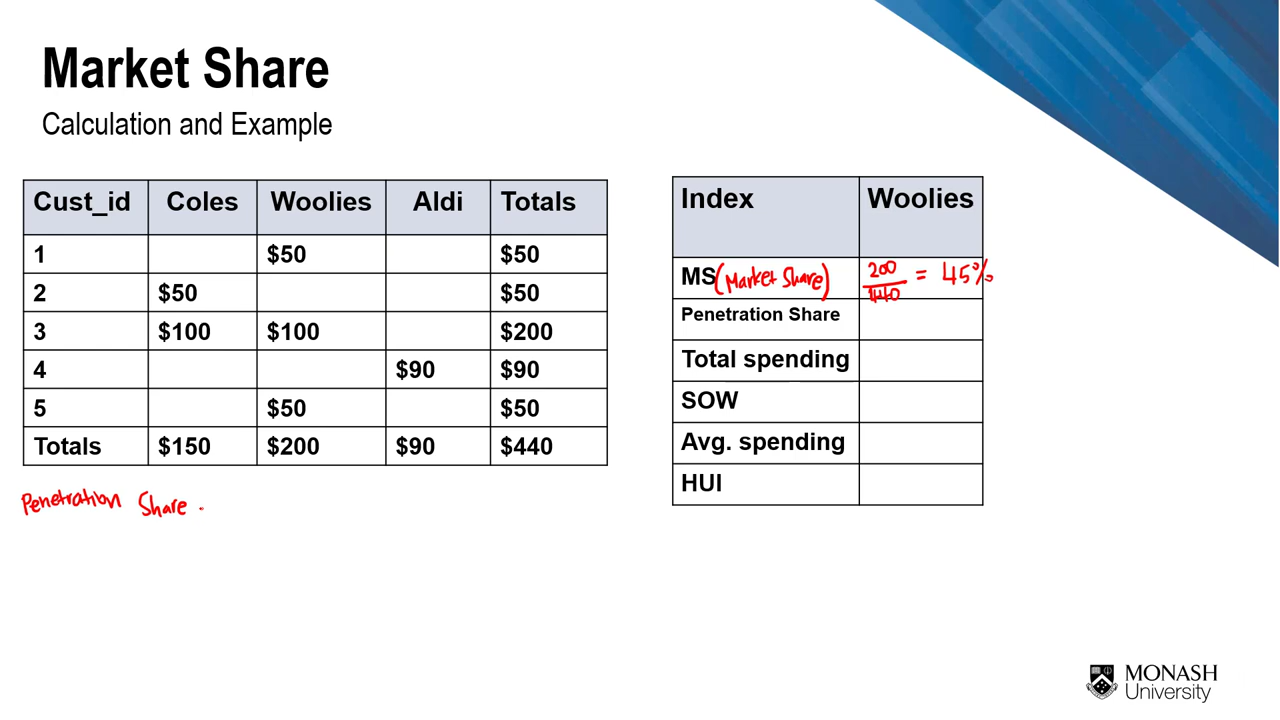 Market Share
Calculation and Example
Cust_id Coles Woolies Aldi Totals
1 $50 $50
2 $50 $50
3 $100 $100 $200
4 $90 $90
5 $50 $50
Totals $150 $200 $90 $440
Penetration Share
Index Woolies
MS (Market Share) 200/440 = 45%
Penetration Share
Total spending
SOW
Avg. spending
HUI
MONASH
University